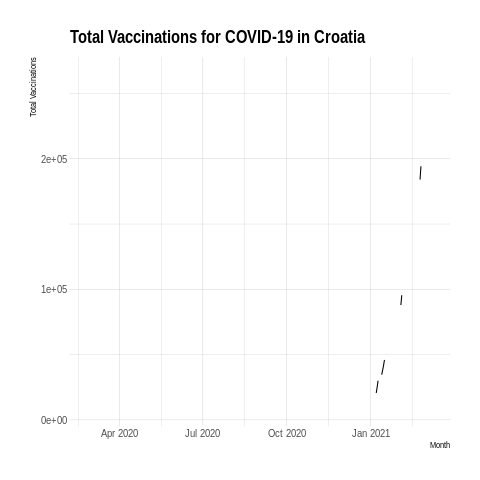 Total Vaccinations for COVID-19 in Croatia
Total Vaccinations
2e+05
1e+05
0e+00
Apr 2020
Jul 2020
Oct 2020
Jan 2021
Month